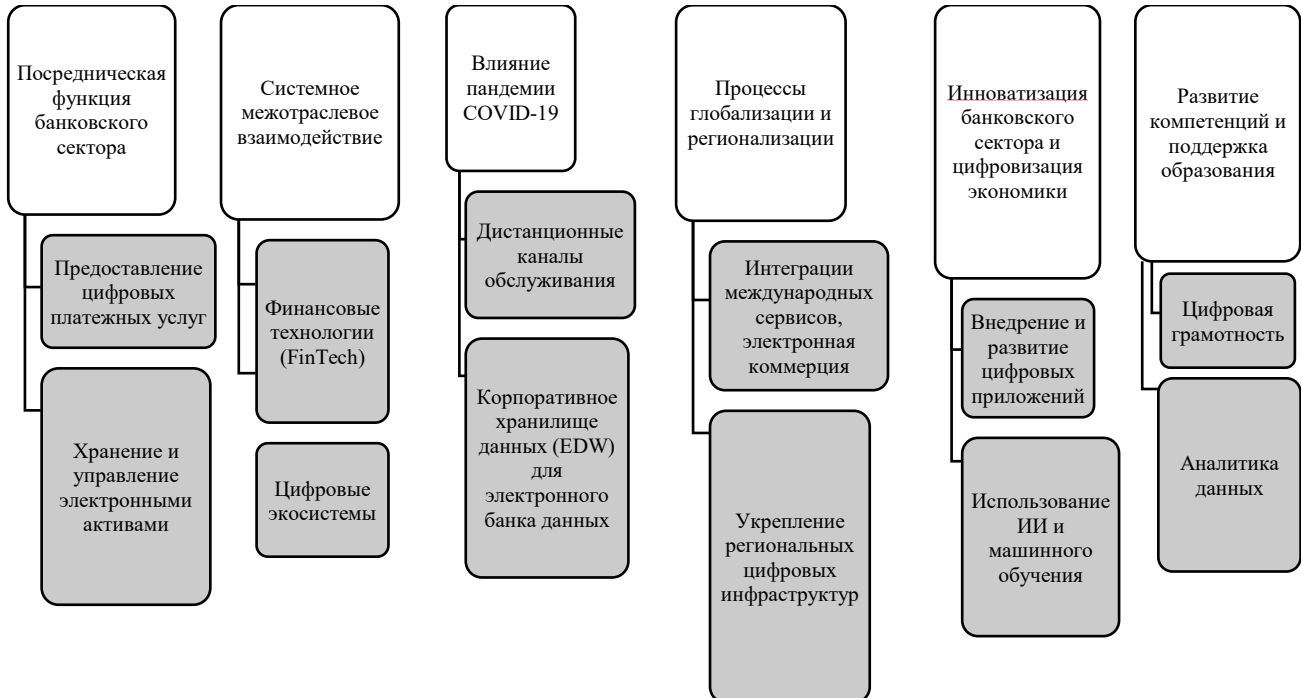 Посредническая
функция
банковского
сектора
Предоставление
цифровых
платежных услуг
Хранение и
управление
электронными
активами
Системное
межотраслевое
взаимодействие
Финансовые
технологии
(FinTech)
Цифровые
экосистемы
Влияние
пандемии
COVID-19
Дистанционные
каналы
обслуживания
Корпоративное
хранилище
данных (EDW)
для
электронного
банка данных
Процессы
глобализации и
регионализации
Интеграции
международных
сервисов,
электронная
коммерция
Укрепление
региональных
цифровых
инфраструктур
Инноватизация
банковского
сектора и
цифровизация
экономики
Внедрение и
развитие
цифровых
приложений
Использование
ИИ и
машинного
обучения
Развитие
компетенций и
поддержка
образования
Цифровая
грамотность
Аналитика
данных